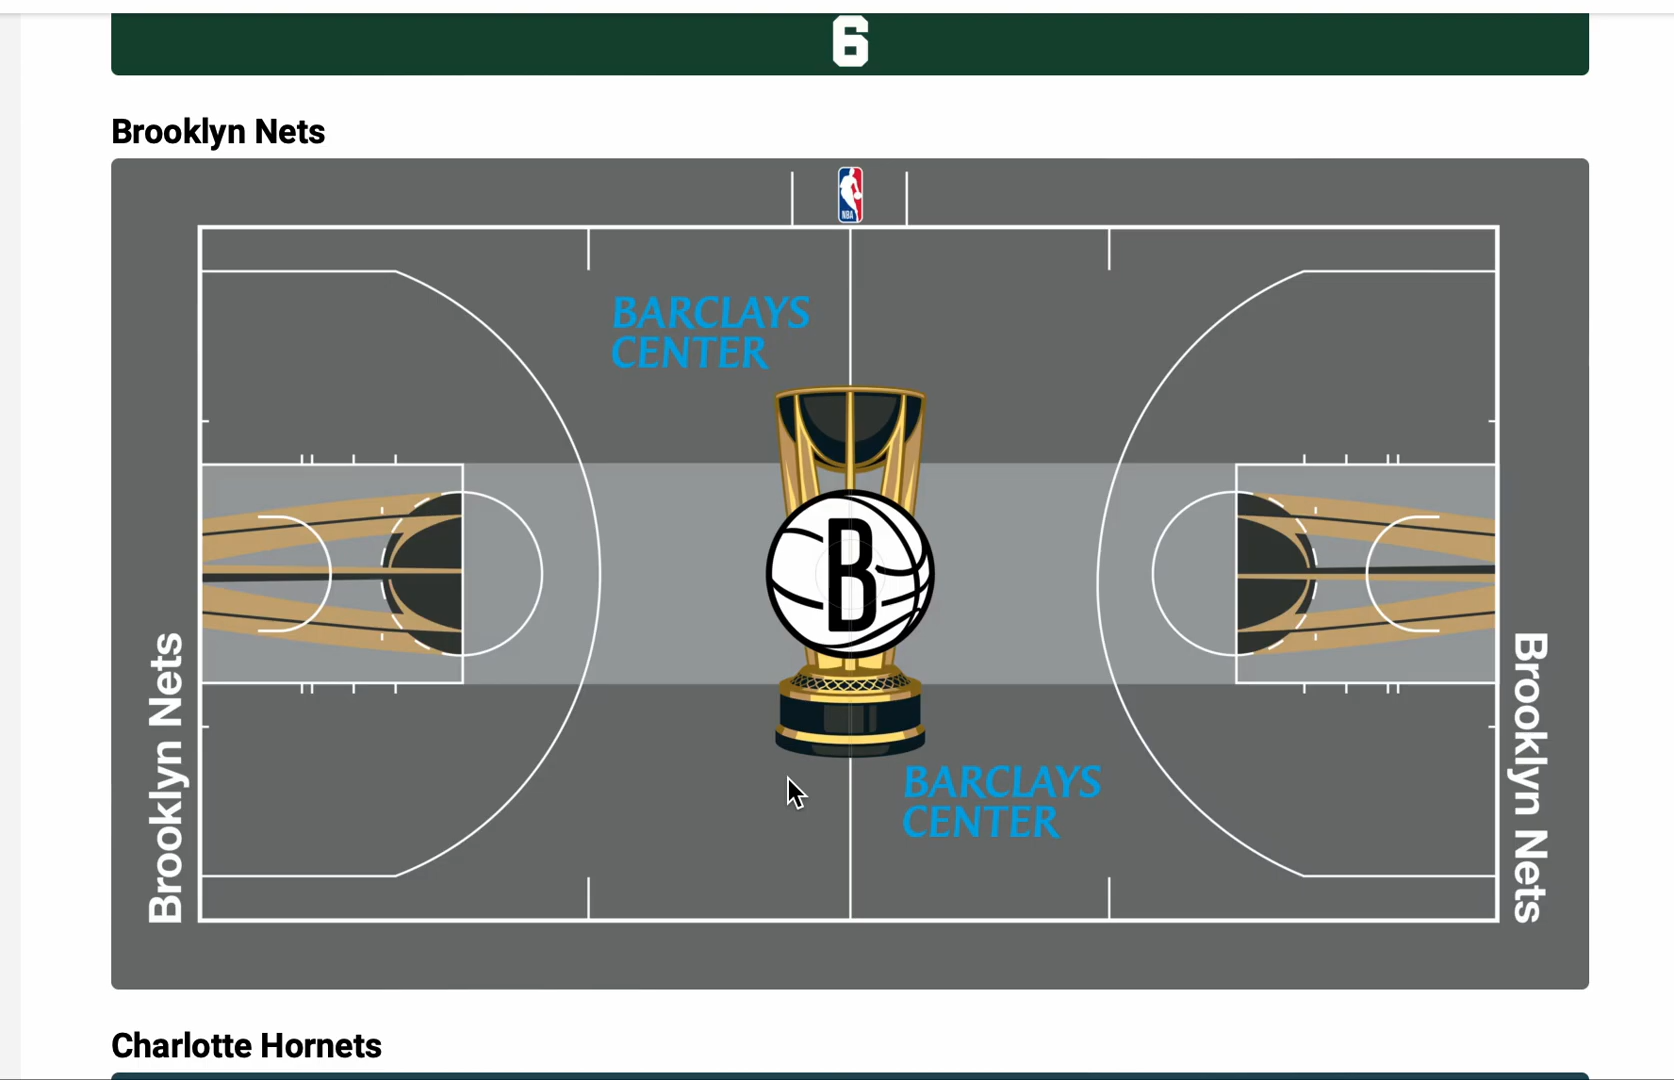 6
Brooklyn Nets
NBA
BARCLAYS
CENTER
B
BARCLAYS
CENTER
Brooklyn Nets
Brooklyn Nets
Charlotte Hornets